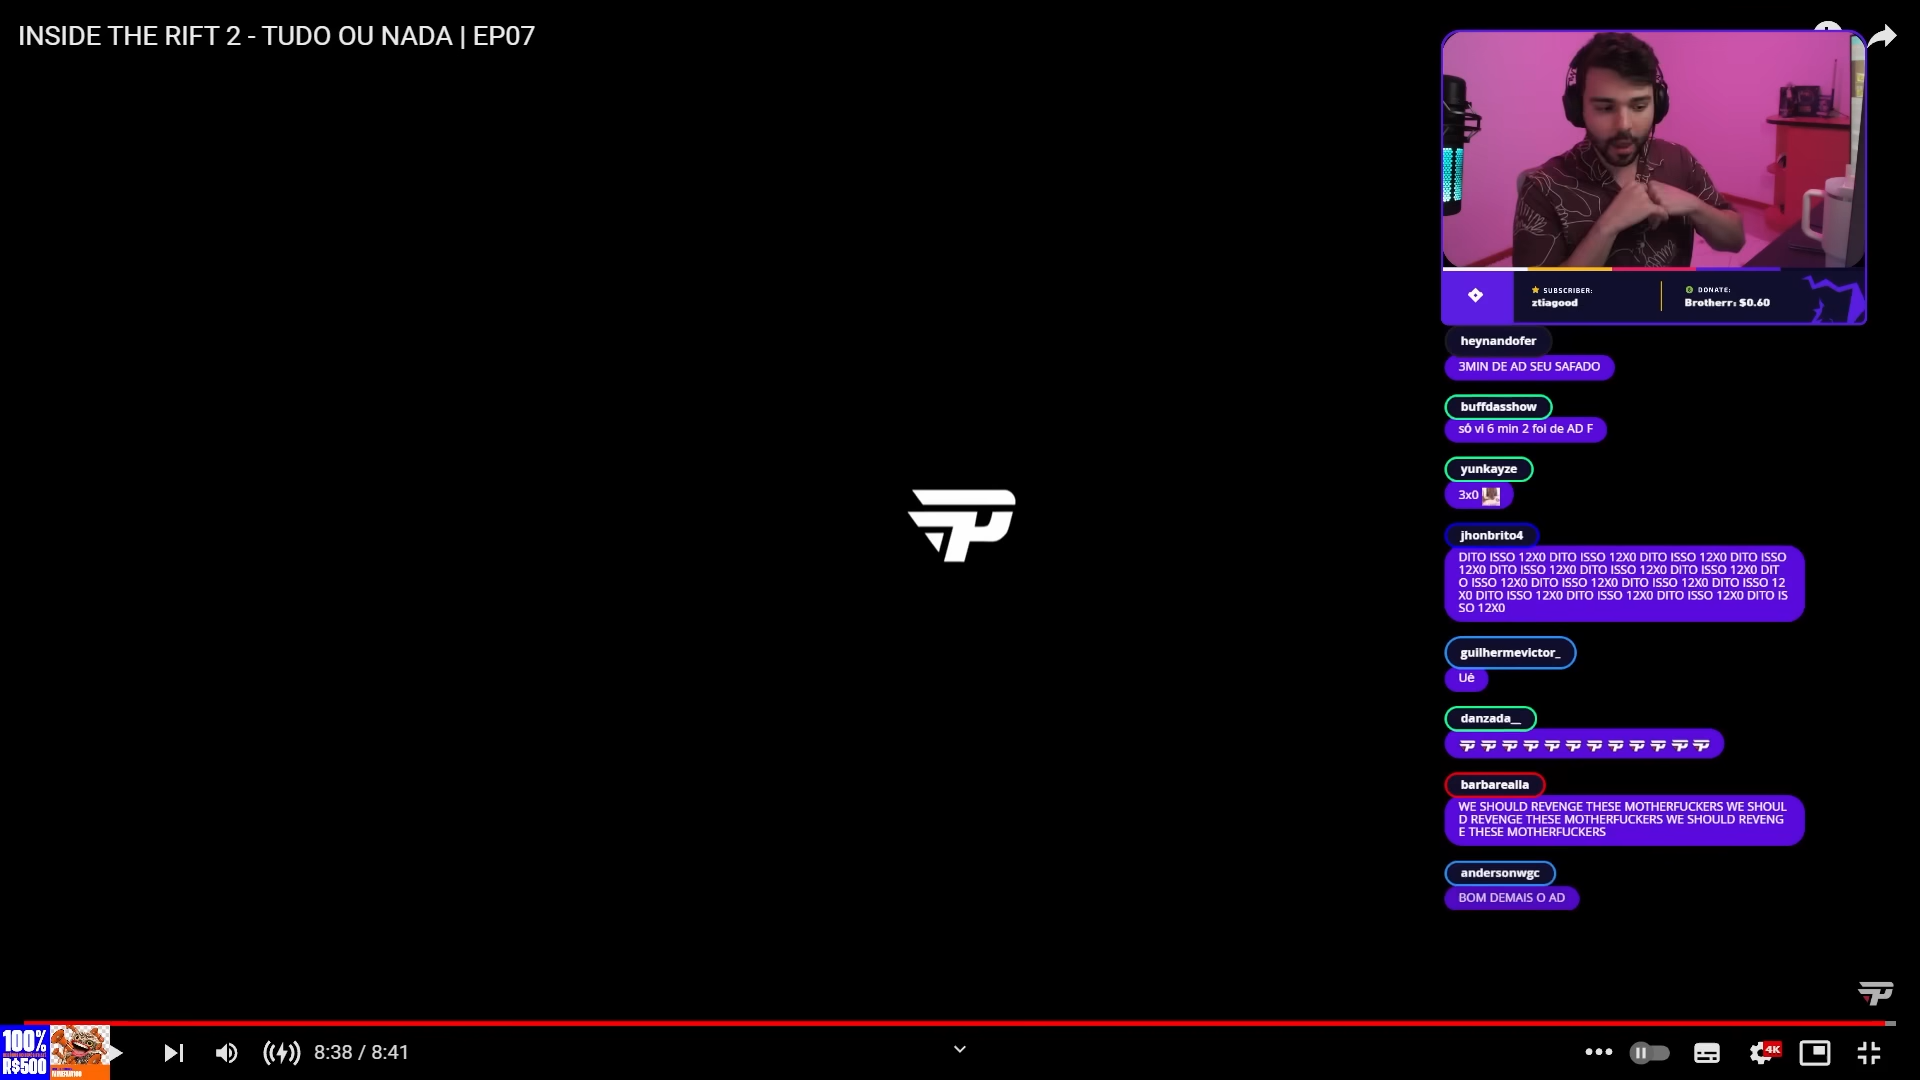 INSIDE THE RIFT 2 - TUDO OU NADA | EP07
SUBSCRIBER:
ztiagood
DONATE:
Brotherr: $0.60
heynandofer
3MIN DE AD SEU SAFADO
buffdasshow
só vi 6 min 2 foi de AD F
yunkayze
3x0
jhonbrito4
DITO ISSO 12X0 DITO ISSO 12X0 DITO ISSO 12X0 DITO ISSO
12X0 DITO ISSO 12X0 DITO ISSO 12X0 DITO ISSO 12X0 DIT
O ISSO 12X0 DITO ISSO 12X0 DITO ISSO 12X0 DITO ISSO 12
X0 DITO ISSO 12X0 DITO ISSO 12X0 DITO ISSO 12X0 DITO IS
SO 12X0
guilhermevictor_
Ué
danzada__
barbarealla
WE SHOULD REVENGE THESE MOTHERFUCKERS WE SHOUL
D REVENGE THESE MOTHERFUCKERS WE SHOULD REVENG
E THESE MOTHERFUCKERS
andersonwgc
BOM DEMAIS O AD
100%
R$500
8:38 / 8:41
4K